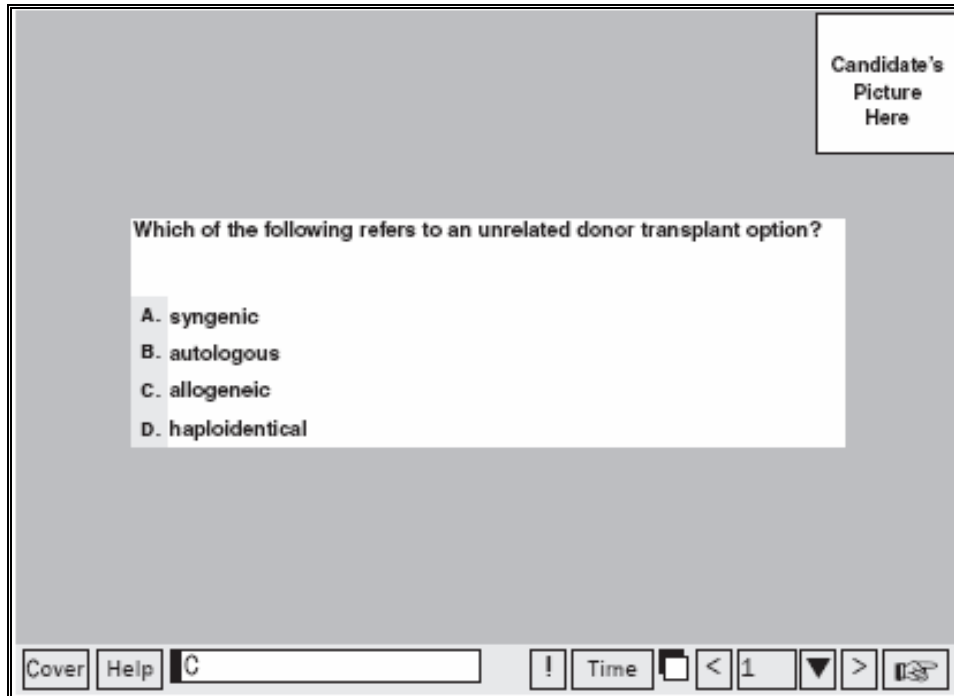 Candidate's
Picture
Here
Which of the following refers to an unrelated donor transplant option?
A. syngenic
B. autologous
C. allogeneic
D. haploidentical
Cover Help C ! Time < 1 ▼ >